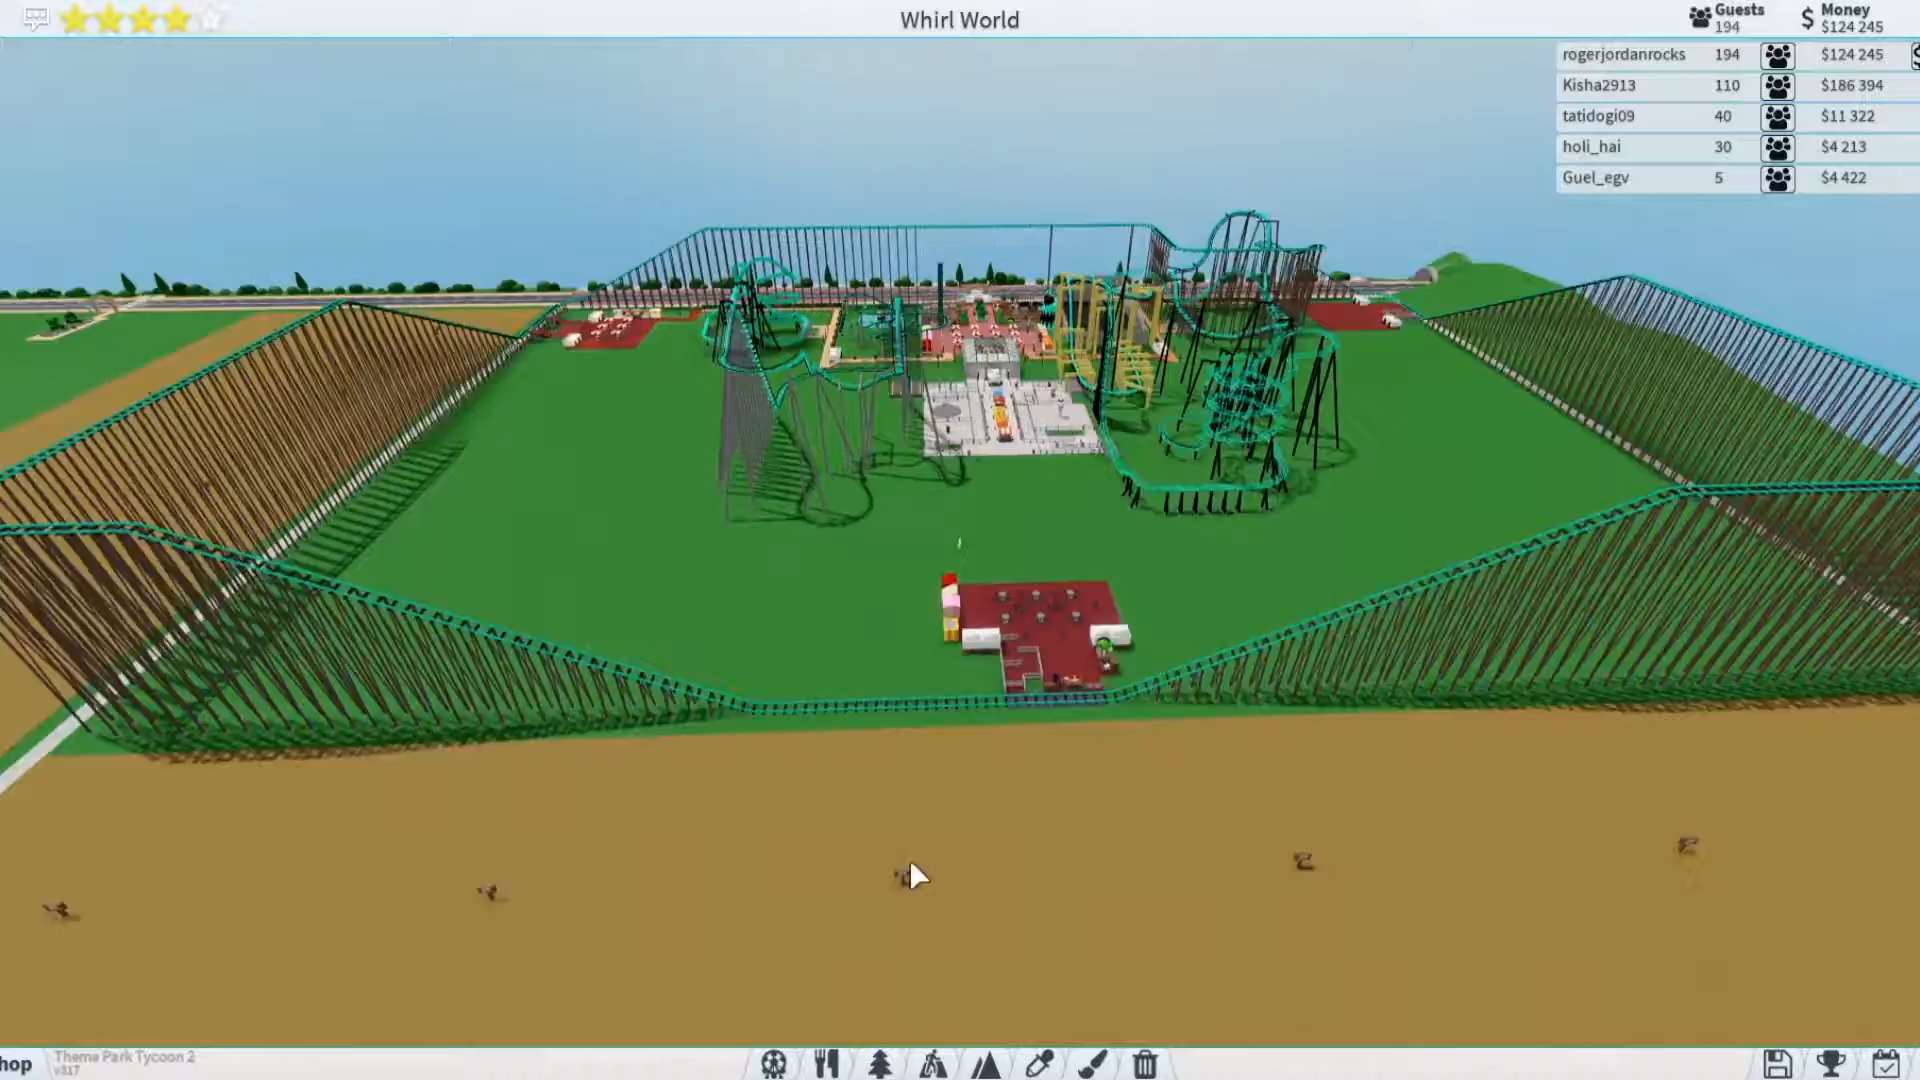 Whirl World
Guests
194
$
Money
$124 245
rogerjordanrocks 194 $124 245
Kisha2913 110 $186 394
tatidogi09 40 $11 322
holi_hai 30 $4 213
Guel_egv 5 $4 422
hop
Theme Park Tycoon 2
v317